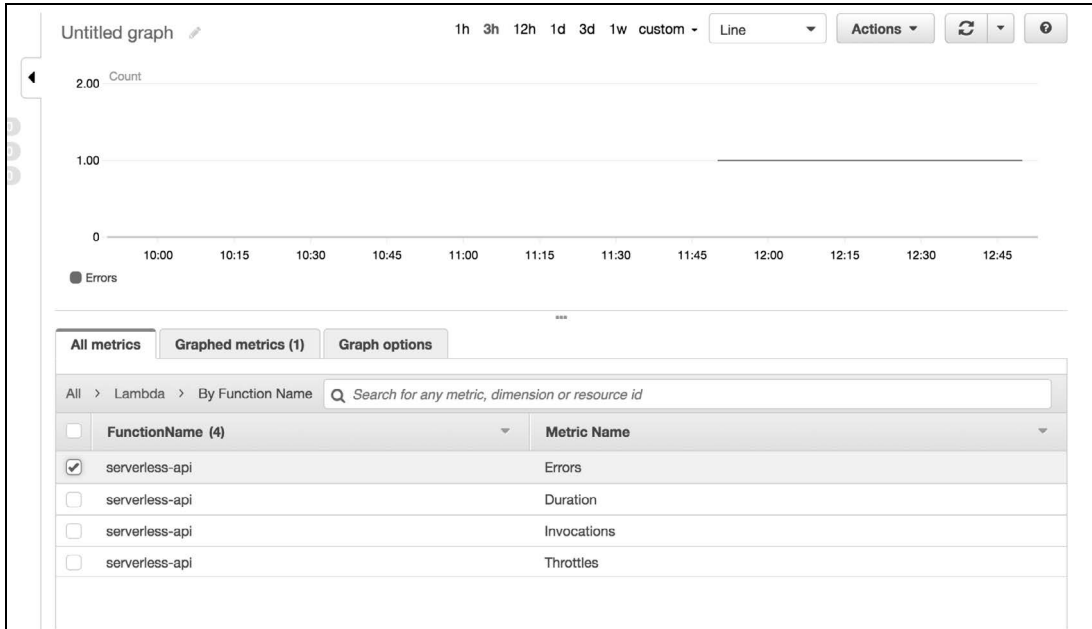 Untitled graph 1h 3h 12h 1d 3d 1w custom Line Actions
Count
2.00
1.00
0
10:00 10:15 10:30 10:45 11:00 11:15 11:30 11:45 12:00 12:15 12:30 12:45
Errors
All metrics Graphed metrics (1) Graph options
All > Lambda > By Function Name Search for any metric, dimension or resource id
FunctionName (4) Metric Name
serverless-api Errors
serverless-api Duration
serverless-api Invocations
serverless-api Throttles